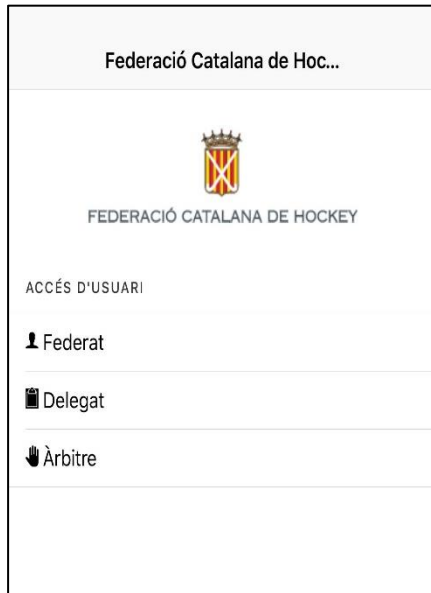 Federació Catalana de Hoc...
FEDERACIÓ CATALANA DE HOCKEY
ACCÉS D'USUARI
Federat
Delegat
Àrbitre